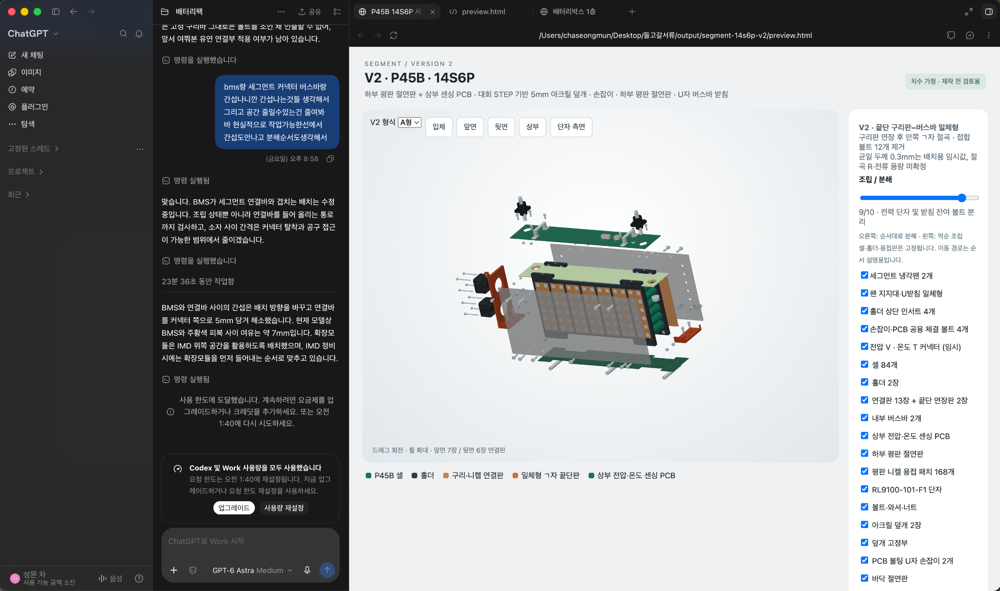 ChatGPT
새 채팅
이미지
예약
플러그인
탐색
고정된 스레드
프로젝트
최근
성문 차
사용 가능 금액 소진
음성
배터리팩
공유
은 고정 구리바 그대로는 볼트를 조인 채 인출할 수 없어,
앞서 여쭤본 유연 연결부 적용 여부가 남아 있습니다.
명령을 실행했습니다
bms랑 세그먼트 커넥터 버스바랑
간섭나니깐 간섭나는것들 생각해서
그리고 공간 줄일수있는건 줄여봐
바 현실적으로 작업가능한선에서
간섭도안나고 분해순서도생각해서
(금요일) 오후 8:58
명령 실행됨
맞습니다. BMS가 세그먼트 연결바와 겹치는 배치는 수정
중입니다. 조립 상태뿐 아니라 연결바를 들어 올리는 통로
까지 검사하고, 소자 사이 간격은 커넥터 탈착과 공구 접근
이 가능한 범위에서 줄이겠습니다.
명령을 실행했습니다
23분 36초 동안 작업함
BMS와 연결바 사이의 간섭은 배치 방향을 바꾸고 연결바
를 커넥터 쪽으로 5mm 당겨 해소했습니다. 현재 모델상
BMS와 주황색 피복 사이 여유는 약 7mm입니다. 확장모
듈은 IMD 위쪽 공간을 활용하도록 배치했으며, IMD 정비
시에는 확장모듈을 먼저 들어내는 순서로 맞추고 있습니다.
명령 실행됨
사용 한도에 도달했습니다. 계속하려면 요금제를 업
그레이드하거나 크레딧을 추가하세요. 또는 오전
1:40에 다시 시도하세요.
Codex 및 Work 사용량을 모두 사용했습니다
요청 한도는 오전 1:40에 재설정됩니다. 지금 업그
레이드하거나 요청 한도 재설정을 사용하세요.
업그레이드
사용량 재설정
ChatGPT로 Work 시작
GPT-6 Astra Medium
P45B 14S6P
preview.html
배터리박스 1층
/Users/chaseongmun/Desktop/들고갈서류/output/segment-14s6p-v2/preview.html
SEGMENT / VERSION 2
V2 · P45B · 14S6P
하부 평판 절연판 + 상부 센싱 PCB · 대회 STEP 기반 5mm 아크릴 덮개 · 손잡이 · 하부 평판 절연판 · U자 버스바 받침
치수 가정 · 제작 전 검토용
V2 형식 A형
입체
앞면
뒷면
상부
단자 측면
드래그 회전 · 휠 확대 · 앞면 7장 / 뒷면 6장 연결판
P45B 셀
홀더
구리·니켈 연결판
일체형 ㄱ자 끝단판
상부 전압·온도 센싱 PCB
V2 · 끝단 구리판–버스바 일체형
구리판 연장 후 안쪽 ㄱ자 절곡 · 접합
볼트 12개 제거
균일 두께 0.3mm는 배치용 임시값, 절
곡 R·전류 용량 미확정
조립 / 분해
9/10 · 전력 단자 및 받침 잔여 볼트 분
리
오른쪽: 순서대로 분해 · 왼쪽: 역순 조립
셀·홀더·용접판은 고정됩니다. 이동 경로는 순
서 설명용입니다.
세그먼트 냉각팬 2개
팬 지지대·U받침 일체형
홀더 상단 인서트 4개
손잡이·PCB 공용 체결 볼트 4개
전압 V · 온도 T 커넥터 (임시)
셀 84개
홀더 2장
연결판 13장 + 끝단 연장판 2장
내부 버스바 2개
상부 전압·온도 센싱 PCB
하부 평판 절연판
평판 니켈 용접 패치 168개
RL9100-101-F1 단자
볼트·와셔·너트
아크릴 덮개 2장
덮개 고정부
PCB 볼팅 U자 손잡이 2개
바닥 절연판